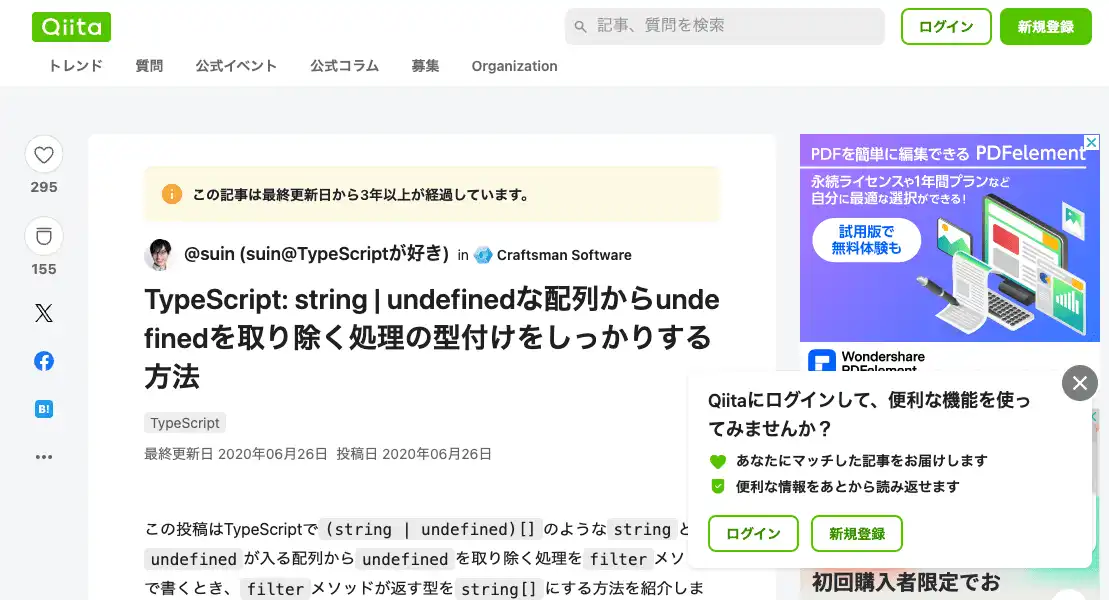 Qiita
記事、質問を検索
ログイン
新規登録
トレンド 質問 公式イベント 公式コラム 募集 Organization
295
155
B!
この記事は最終更新日から3年以上が経過しています。
@suin (suin@TypeScriptが好き) in Craftsman Software
TypeScript: string | undefinedな配列からunde
finedを取り除く処理の型付けをしっかりする
方法
TypeScript
最終更新日 2020年06月26日 投稿日 2020年06月26日
この投稿はTypeScriptで (string | undefined)[] のような string と
undefined が入る配列から undefined を取り除く処理を filter メソ
で書くとき、 filter メソッドが返す型を string[] にする方法を紹介しま
PDFを簡単に編集できる PDFelement
永続ライセンスや1年間プランなど
自分に最適な選択ができる!
試用版で
無料体験も
Wondershare
PDFelement
Qiitaにログインして、便利な機能を使っ
てみませんか?
あなたにマッチした記事をお届けします
便利な情報をあとから読み返せます
ログイン
新規登録
初回購入者限定でお